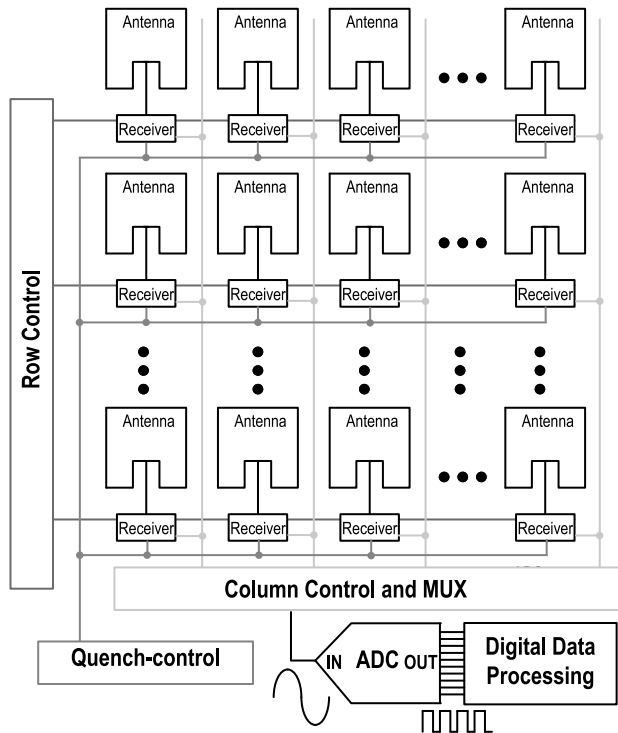 Antenna Antenna Antenna Antenna
Receiver Receiver Receiver Receiver
Antenna Antenna Antenna Antenna
Receiver Receiver Receiver Receiver
Row Control
Antenna Antenna Antenna Antenna
Receiver Receiver Receiver Receiver
Column Control and MUX
Quench-control
IN ADC OUT
Digital Data
Processing